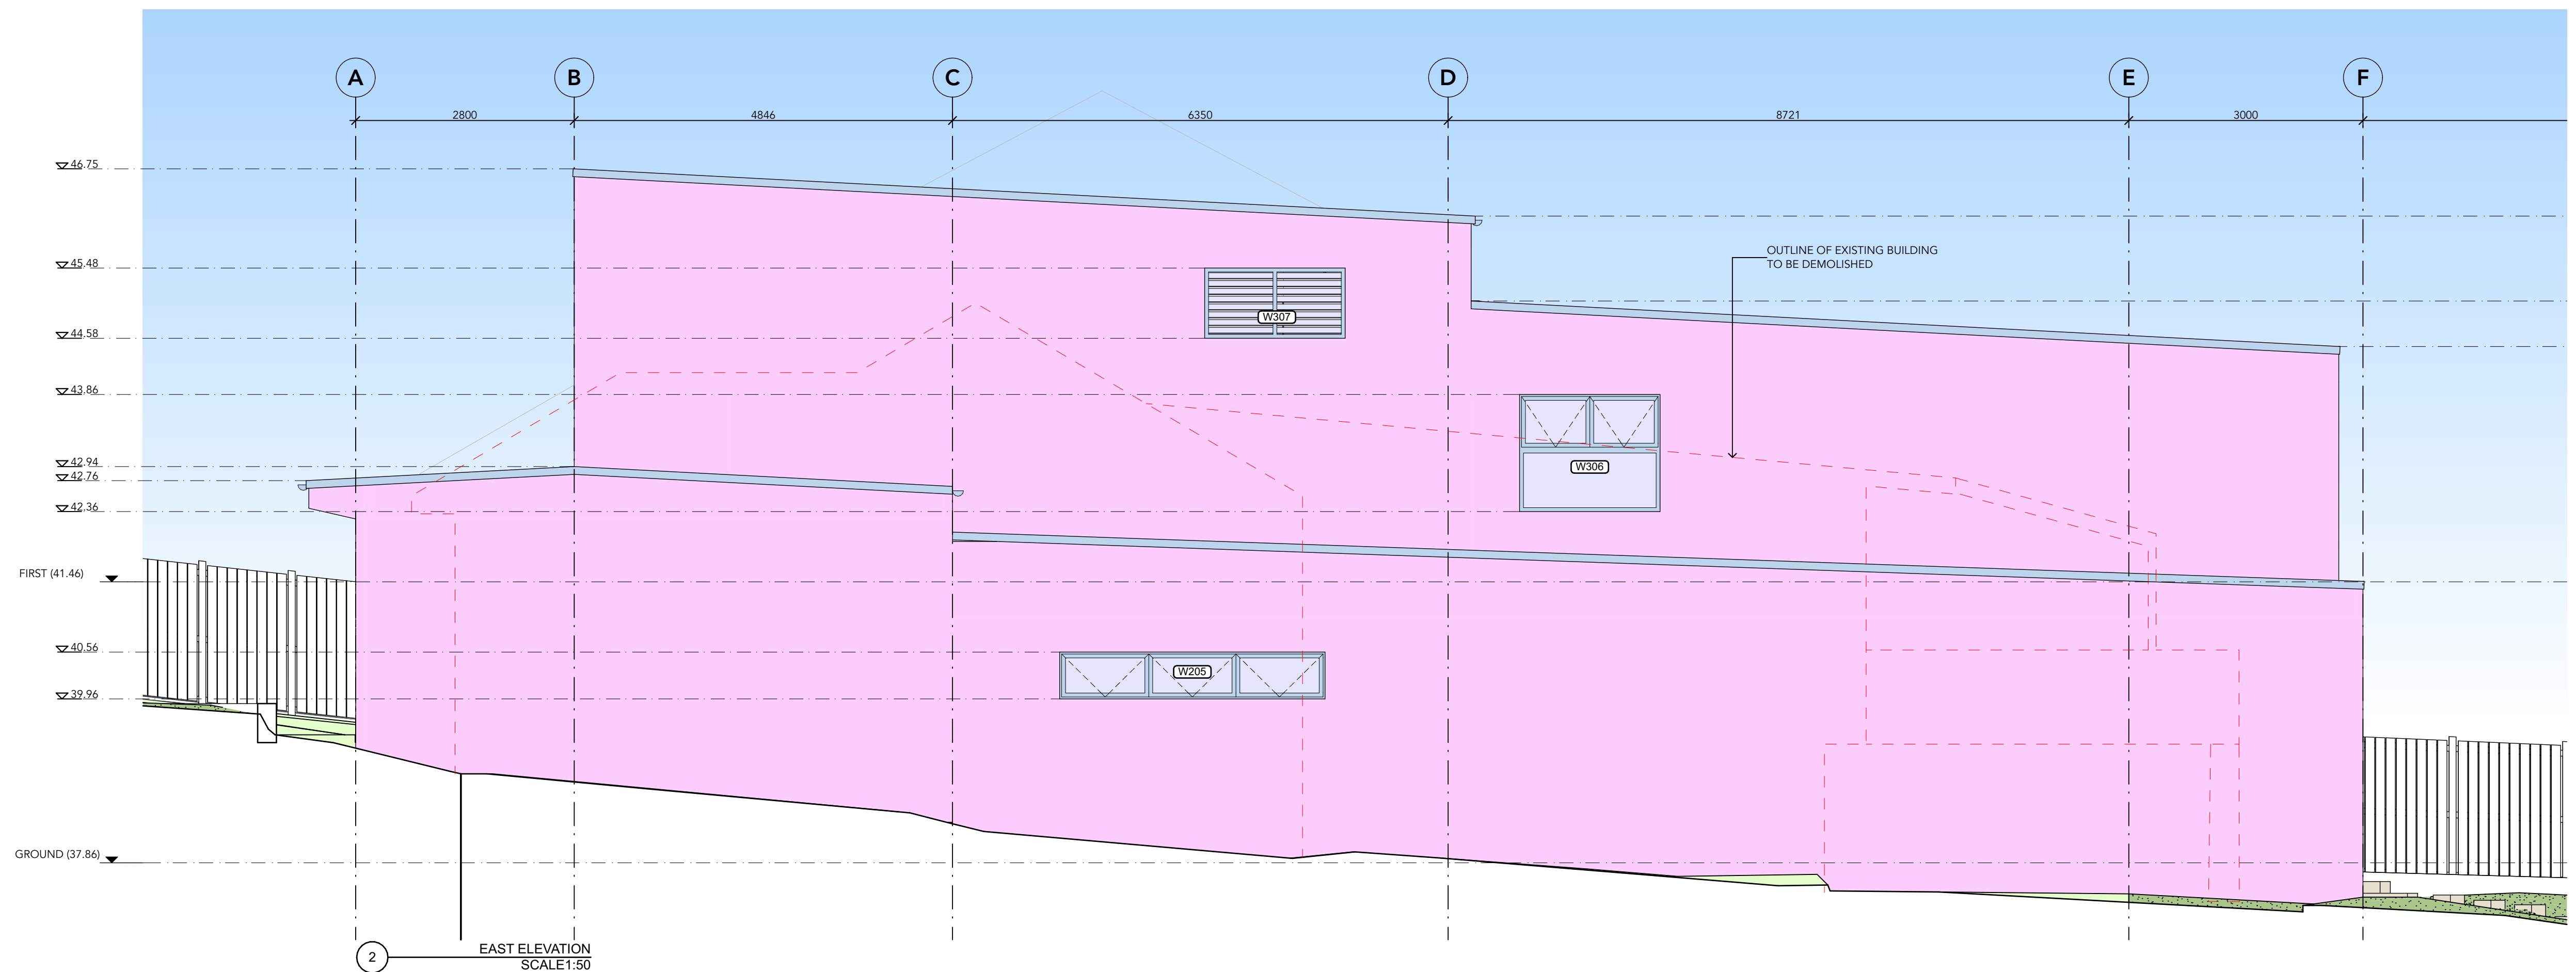 A B C D E F
2800 4846 6350 8721 3000
46.75
OUTLINE OF EXISTING BUILDING
TO BE DEMOLISHED
45.48
W307
44.58
43.86
42.94
W306
42.76
42.36
FIRST (41.46)
40.56
W205
39.96
GROUND (37.86)
2
EAST ELEVATION
SCALE1:50